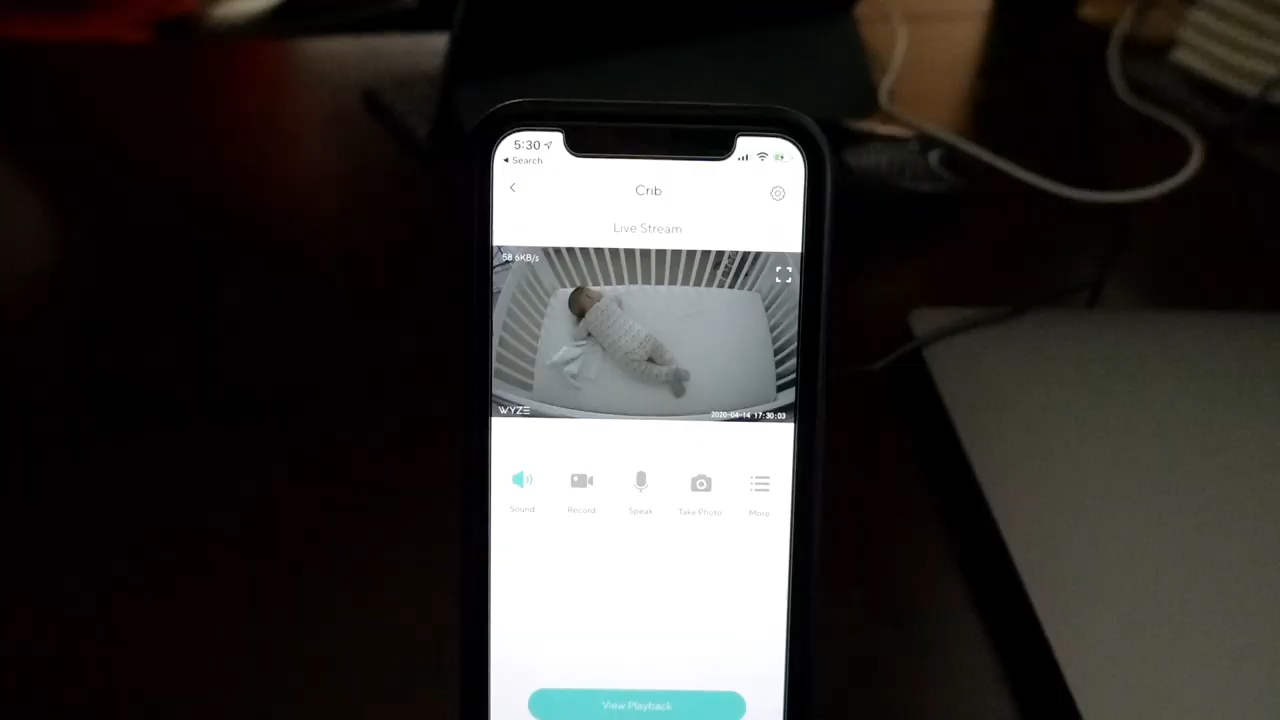 5:30
Search
Crib
Live Stream
58.6KB/s
WYZE
2020-04-14 17:30:03
Sound
Record
Speak
Take Photo
More
View Playback